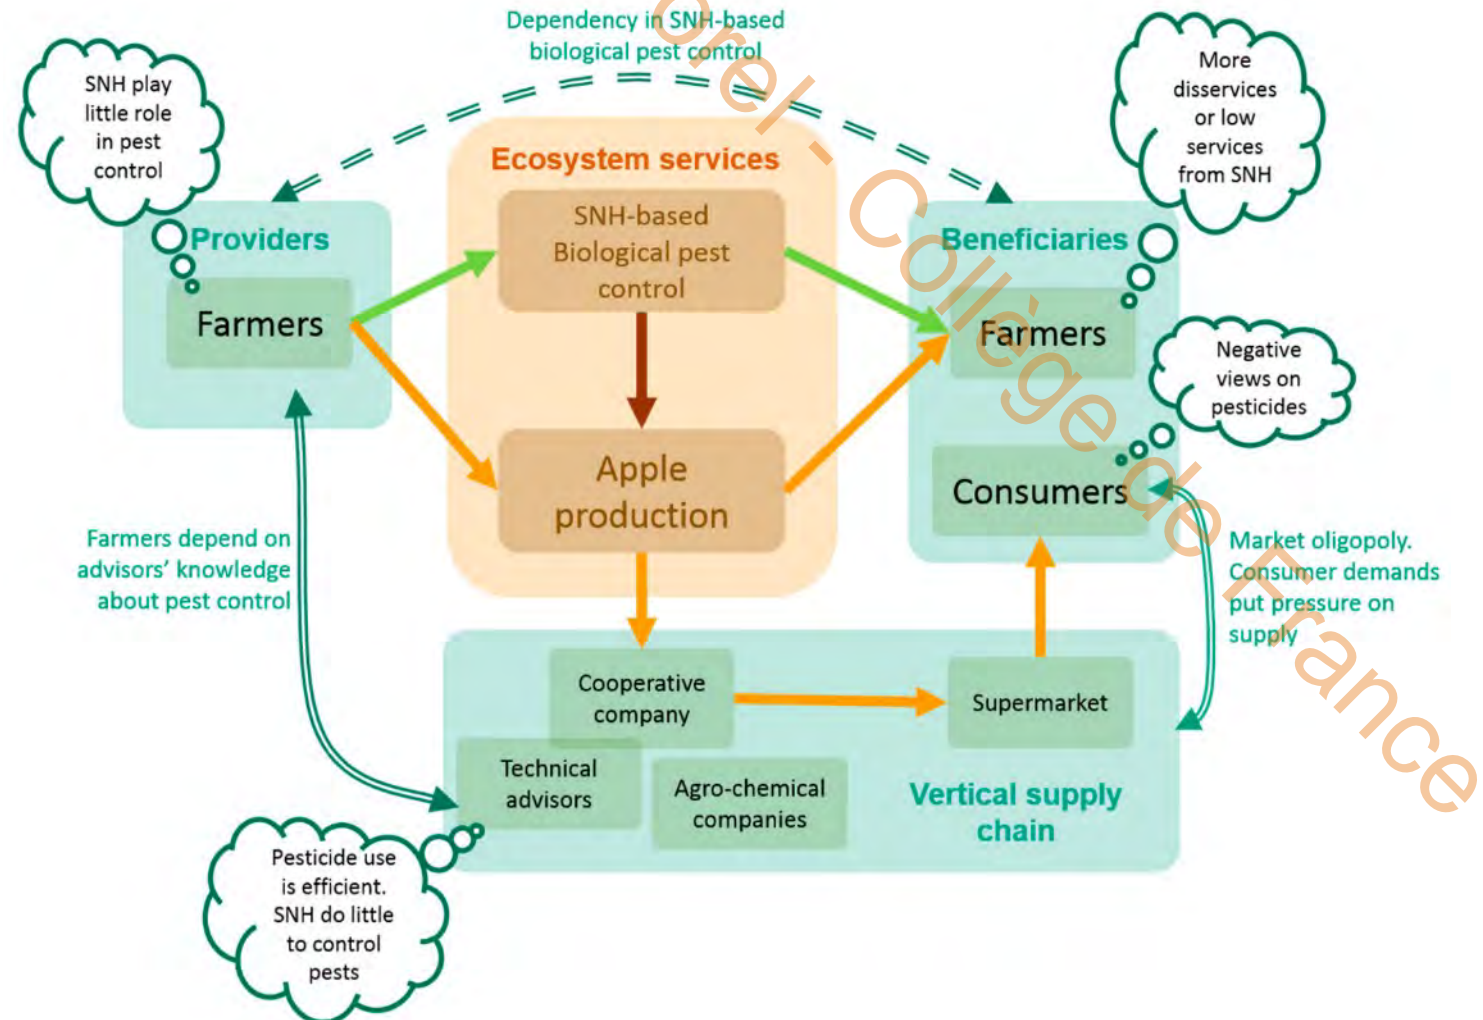 Dependency in SNH-based
biological pest control
SNH play
little role
in pest
control
More
disservices
or low
services
from SNH
Ecosystem services
Providers
Farmers
SNH-based
Biological pest
control
Beneficiaries
Farmers
Negative
views on
pesticides
Apple
production
Consumers
Farmers depend on
advisors’ knowledge
about pest control
Market oligopoly.
Consumer demands
put pressure on
supply
Cooperative
company
Supermarket
Technical
advisors
Agro-chemical
companies
Vertical supply
chain
Pesticide use
is efficient.
SNH do little
to control
pests
orel - Collège de France